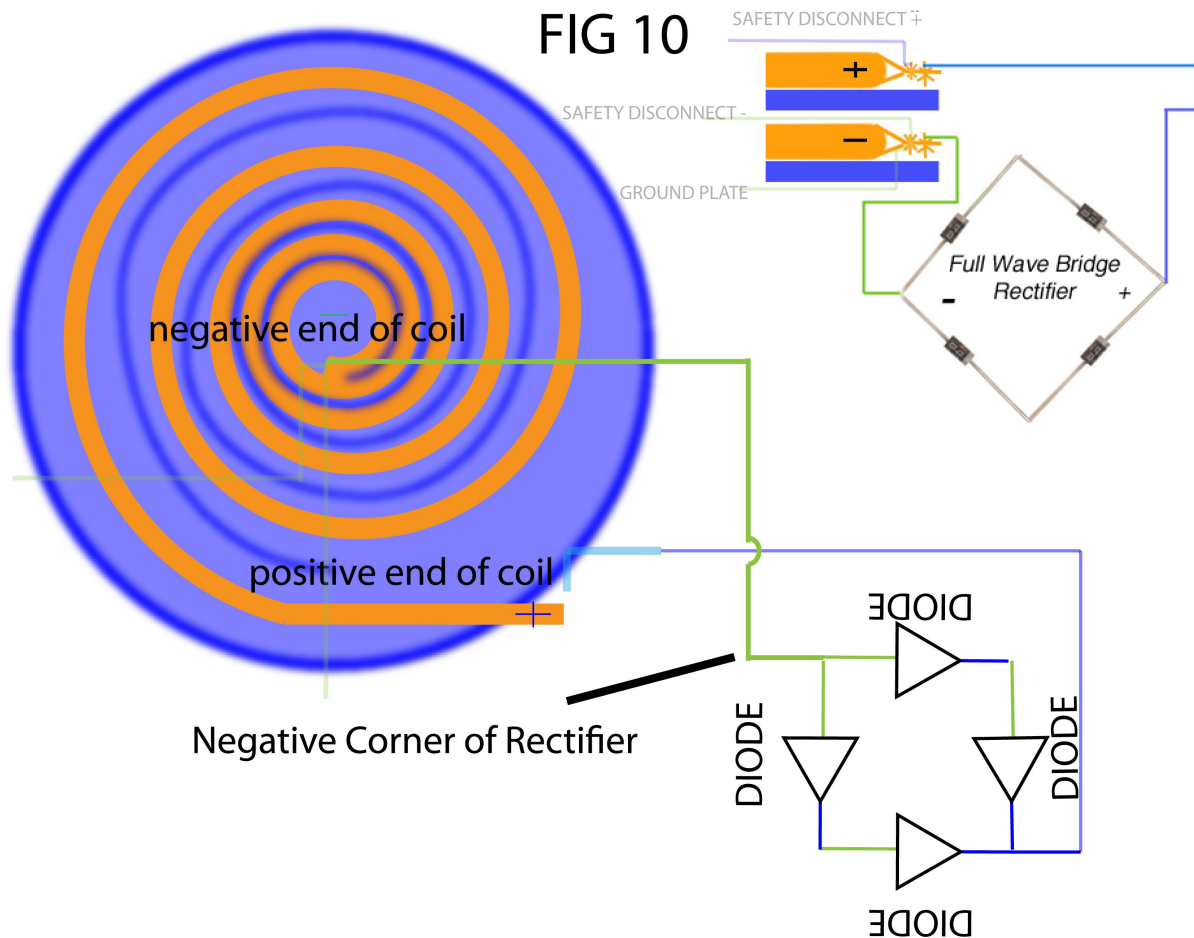 FIG 10
SAFETY DISCONNECT +
+
SAFETY DISCONNECT -
−
GROUND PLATE
Full Wave Bridge
Rectifier
- +
negative end of coil
positive end of coil
DIODE
Negative Corner of Rectifier
DIODE
DIODE
DIODE